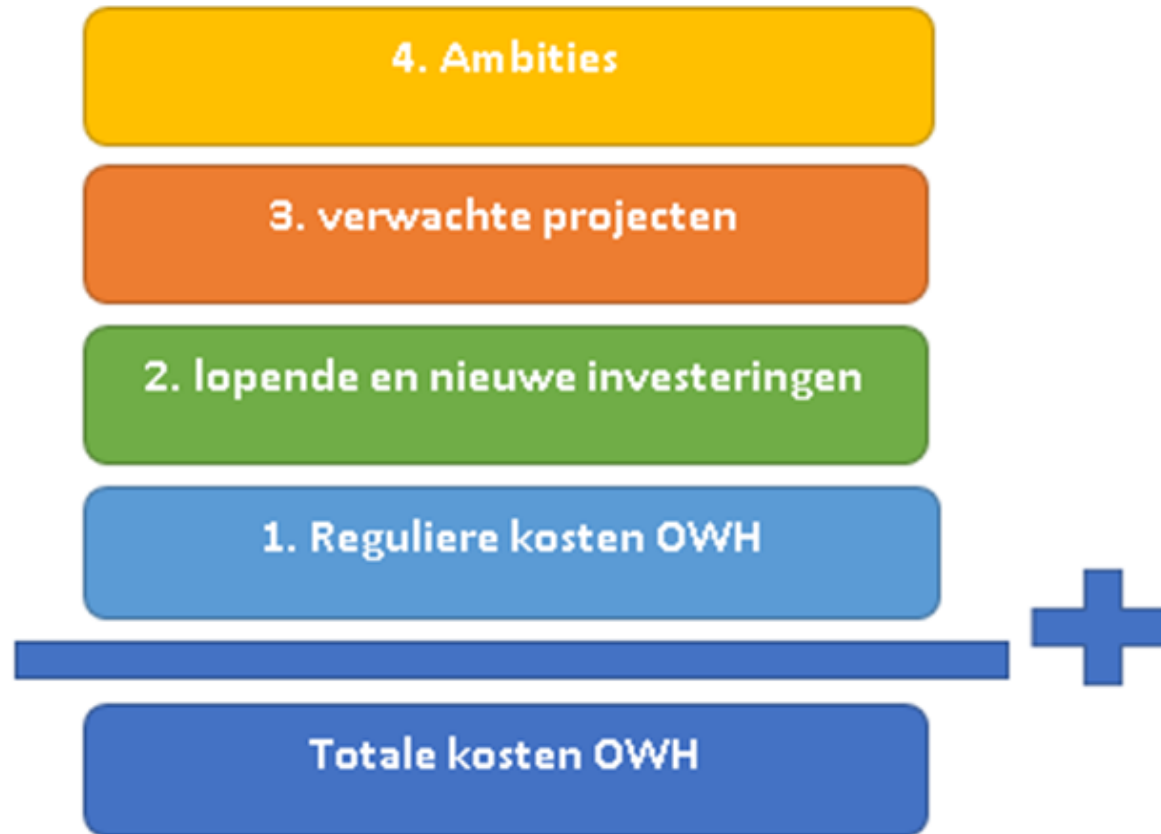 4. Ambities
3. verwachte projecten
2. lopende en nieuwe investeringen
1. Reguliere kosten OWH
Totale kosten OWH